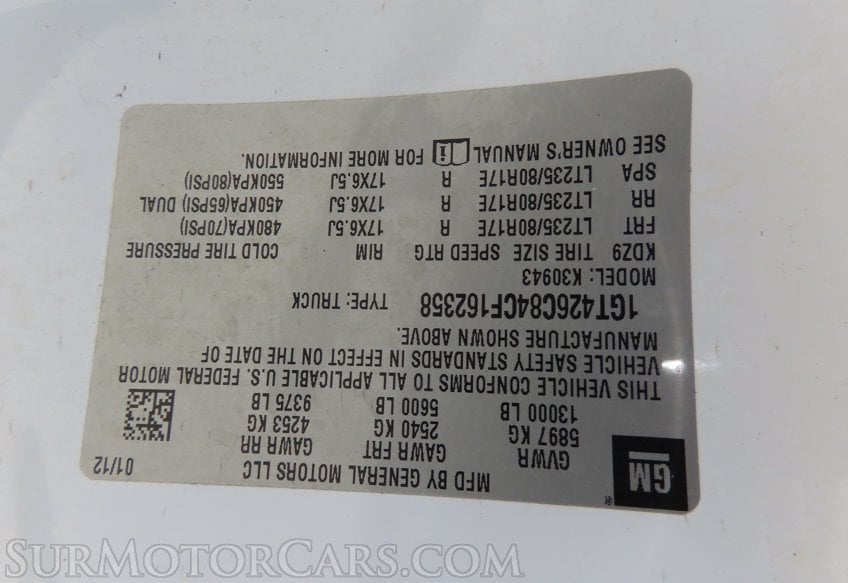 GM
®
MFD BY GENERAL MOTORS LLC 01/12
GVWR GAWR FRT GAWR RR
5897 KG 2540 KG 4253 KG
13000 LB 5600 LB 9375 LB
THIS VEHICLE CONFORMS TO ALL APPLICABLE U.S. FEDERAL MOTOR
VEHICLE SAFETY STANDARDS IN EFFECT ON THE DATE OF
MANUFACTURE SHOWN ABOVE.
1GT426C84CF162358 TYPE: TRUCK
MODEL: K30943
KDZ9 TIRE SIZE SPEED RTG RIM COLD TIRE PRESSURE
FRT LT235/80R17E R 17X6.5J 480KPA(70PSI)
RR LT235/80R17E R 17X6.5J 450KPA(65PSI) DUAL
SPA LT235/80R17E R 17X6.5J 550KPA(80PSI)
SEE OWNER'S MANUAL i FOR MORE INFORMATION.
SurMotorCars.com